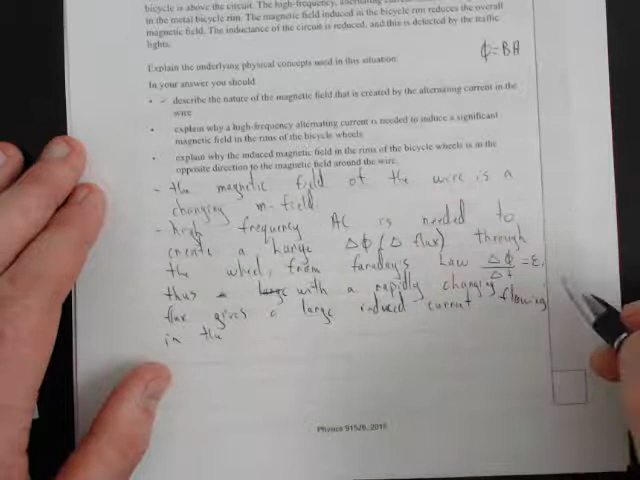 bicycle is above the circuit. The high-frequency, alternating current
in the metal bicycle rim. The magnetic field induced in the bicycle rim reduces the overall
magnetic field. The inductance of the circuit is reduced, and this is detected by the traffic
lights.
ϕ=BA
Explain the underlying physical concepts used in this situation.
In your answer you should
• describe the nature of the magnetic field that is created by the alternating current in the
wire
• explain why a high-frequency alternating current is needed to induce a significant
magnetic field in the rims of the bicycle wheels
• explain why the induced magnetic field in the rims of the bicycle wheels is in the
opposite direction to the magnetic field around the wire.
- the magnetic field of the wire is a
changing m-field.
- high frequency AC is needed to
create a Δϕ (Δ flux) through
the wheel, from faraday's Law Δϕ/Δt = ε.
thus with a rapidly changing
flux gives a large induced current flowing
in the
Physics 91526, 2015